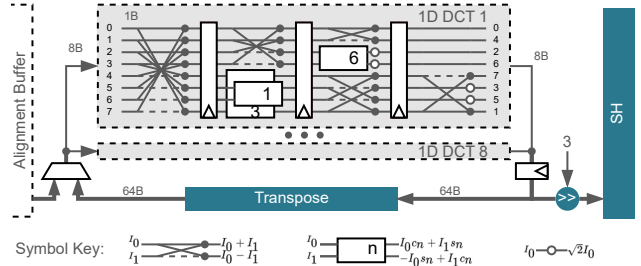 1B
1D DCT 1
0
1
2
3
4
5
6
7
6
1
3
0
4
2
6
7
3
5
1
8B
8B
Alignment Buffer
SH
1D DCT 8
3
64B
Transpose
64B
>>
Symbol Key:
I₀
I₁
I₀ + I₁
I₀ − I₁
I₀
I₁
n
I₀cₙ + I₁sₙ
−I₀sₙ + I₁cₙ
I₀
√2I₀